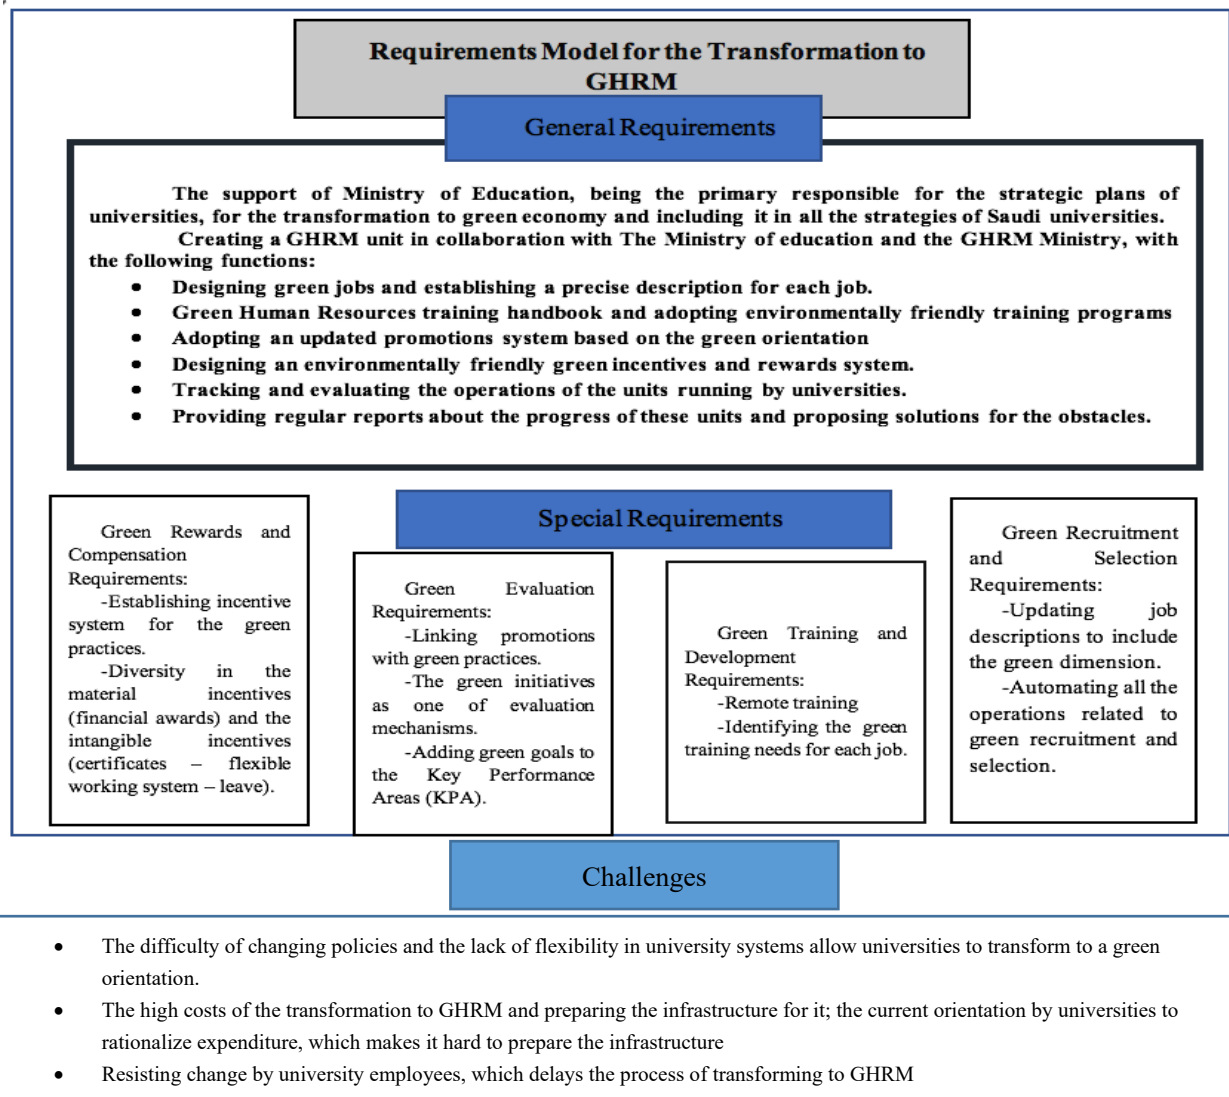 Requirements Model for the Transformation to
GHRM
General Requirements
The support of Ministry of Education, being the primary responsible for the strategic plans of
universities, for the transformation to green economy and including it in all the strategies of Saudi universities.
Creating a GHRM unit in collaboration with The Ministry of education and the GHRM Ministry, with
the following functions:
• Designing green jobs and establishing a precise description for each job.
• Green Human Resources training handbook and adopting environmentally friendly training programs
• Adopting an updated promotions system based on the green orientation
• Designing an environmentally friendly green incentives and rewards system.
• Tracking and evaluating the operations of the units running by universities.
• Providing regular reports about the progress of these units and proposing solutions for the obstacles.
Special Requirements
Green Rewards and
Compensation
Requirements:
-Establishing incentive
system for the green
practices.
-Diversity in the
material incentives
(financial awards) and the
intangible incentives
(certificates – flexible
working system – leave).
Green Evaluation
Requirements:
-Linking promotions
with green practices.
-The green initiatives
as one of evaluation
mechanisms.
-Adding green goals to
the Key Performance
Areas (KPA).
Green Training and
Development
Requirements:
-Remote training
-Identifying the green
training needs for each job.
Green Recruitment
and Selection
Requirements:
-Updating job
descriptions to include
the green dimension.
-Automating all the
operations related to
green recruitment and
selection.
Challenges
• The difficulty of changing policies and the lack of flexibility in university systems allow universities to transform to a green
orientation.
• The high costs of the transformation to GHRM and preparing the infrastructure for it; the current orientation by universities to
rationalize expenditure, which makes it hard to prepare the infrastructure
• Resisting change by university employees, which delays the process of transforming to GHRM